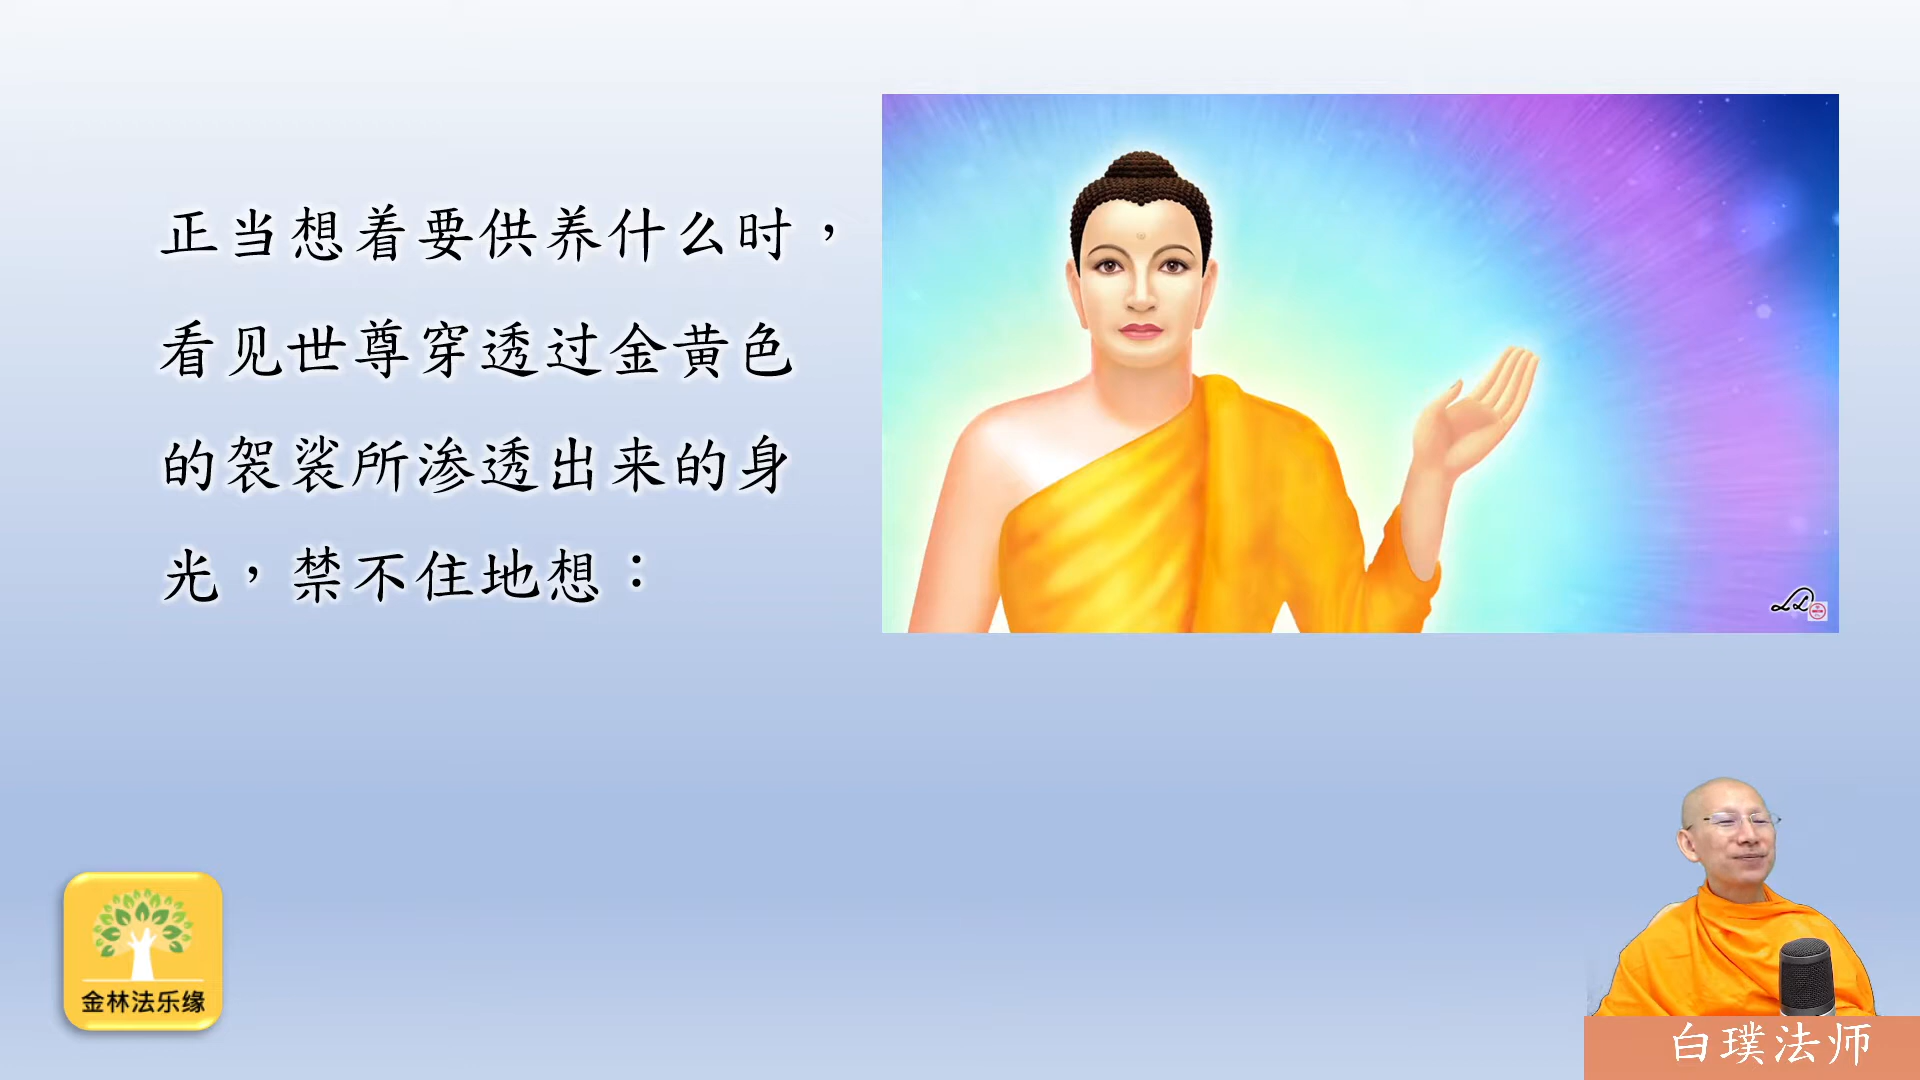 正当想着要供养什么时，
看见世尊穿透过金黄色
的袈裟所渗透出来的身
光，禁不住地想：
金林法乐缘
白璞法师